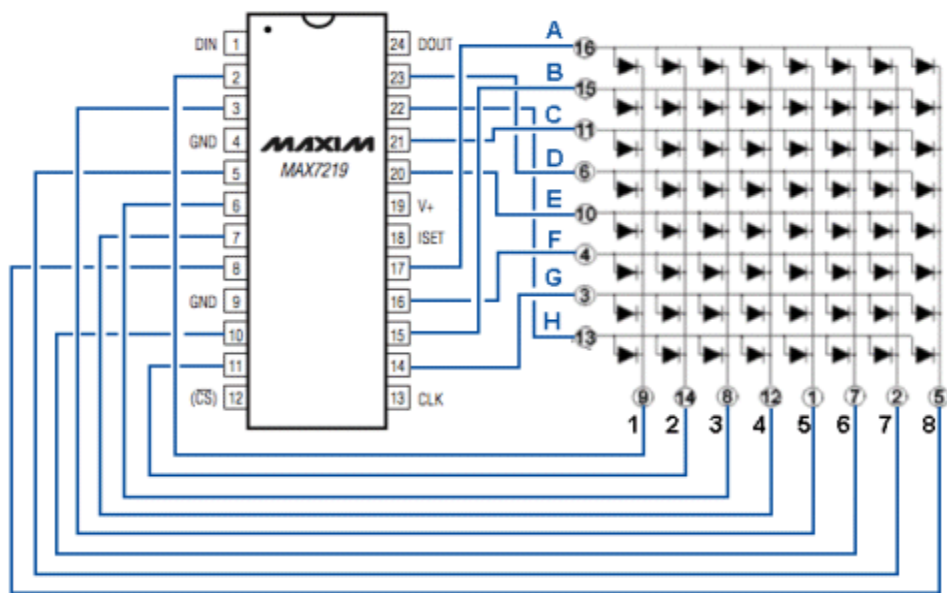 DIN 1
2
3
GND 4
5
6
7
8
GND 9
10
11
(CS) 12
MAXIM
MAX7219
24 DOUT
23
22
21
20
19 V+
18 ISET
17
16
15
14
13 CLK
A 16
B 15
C 11
D 6
E 10
F 4
G 3
H 13
9 14 8 12 1 7 2 5
1 2 3 4 5 6 7 8